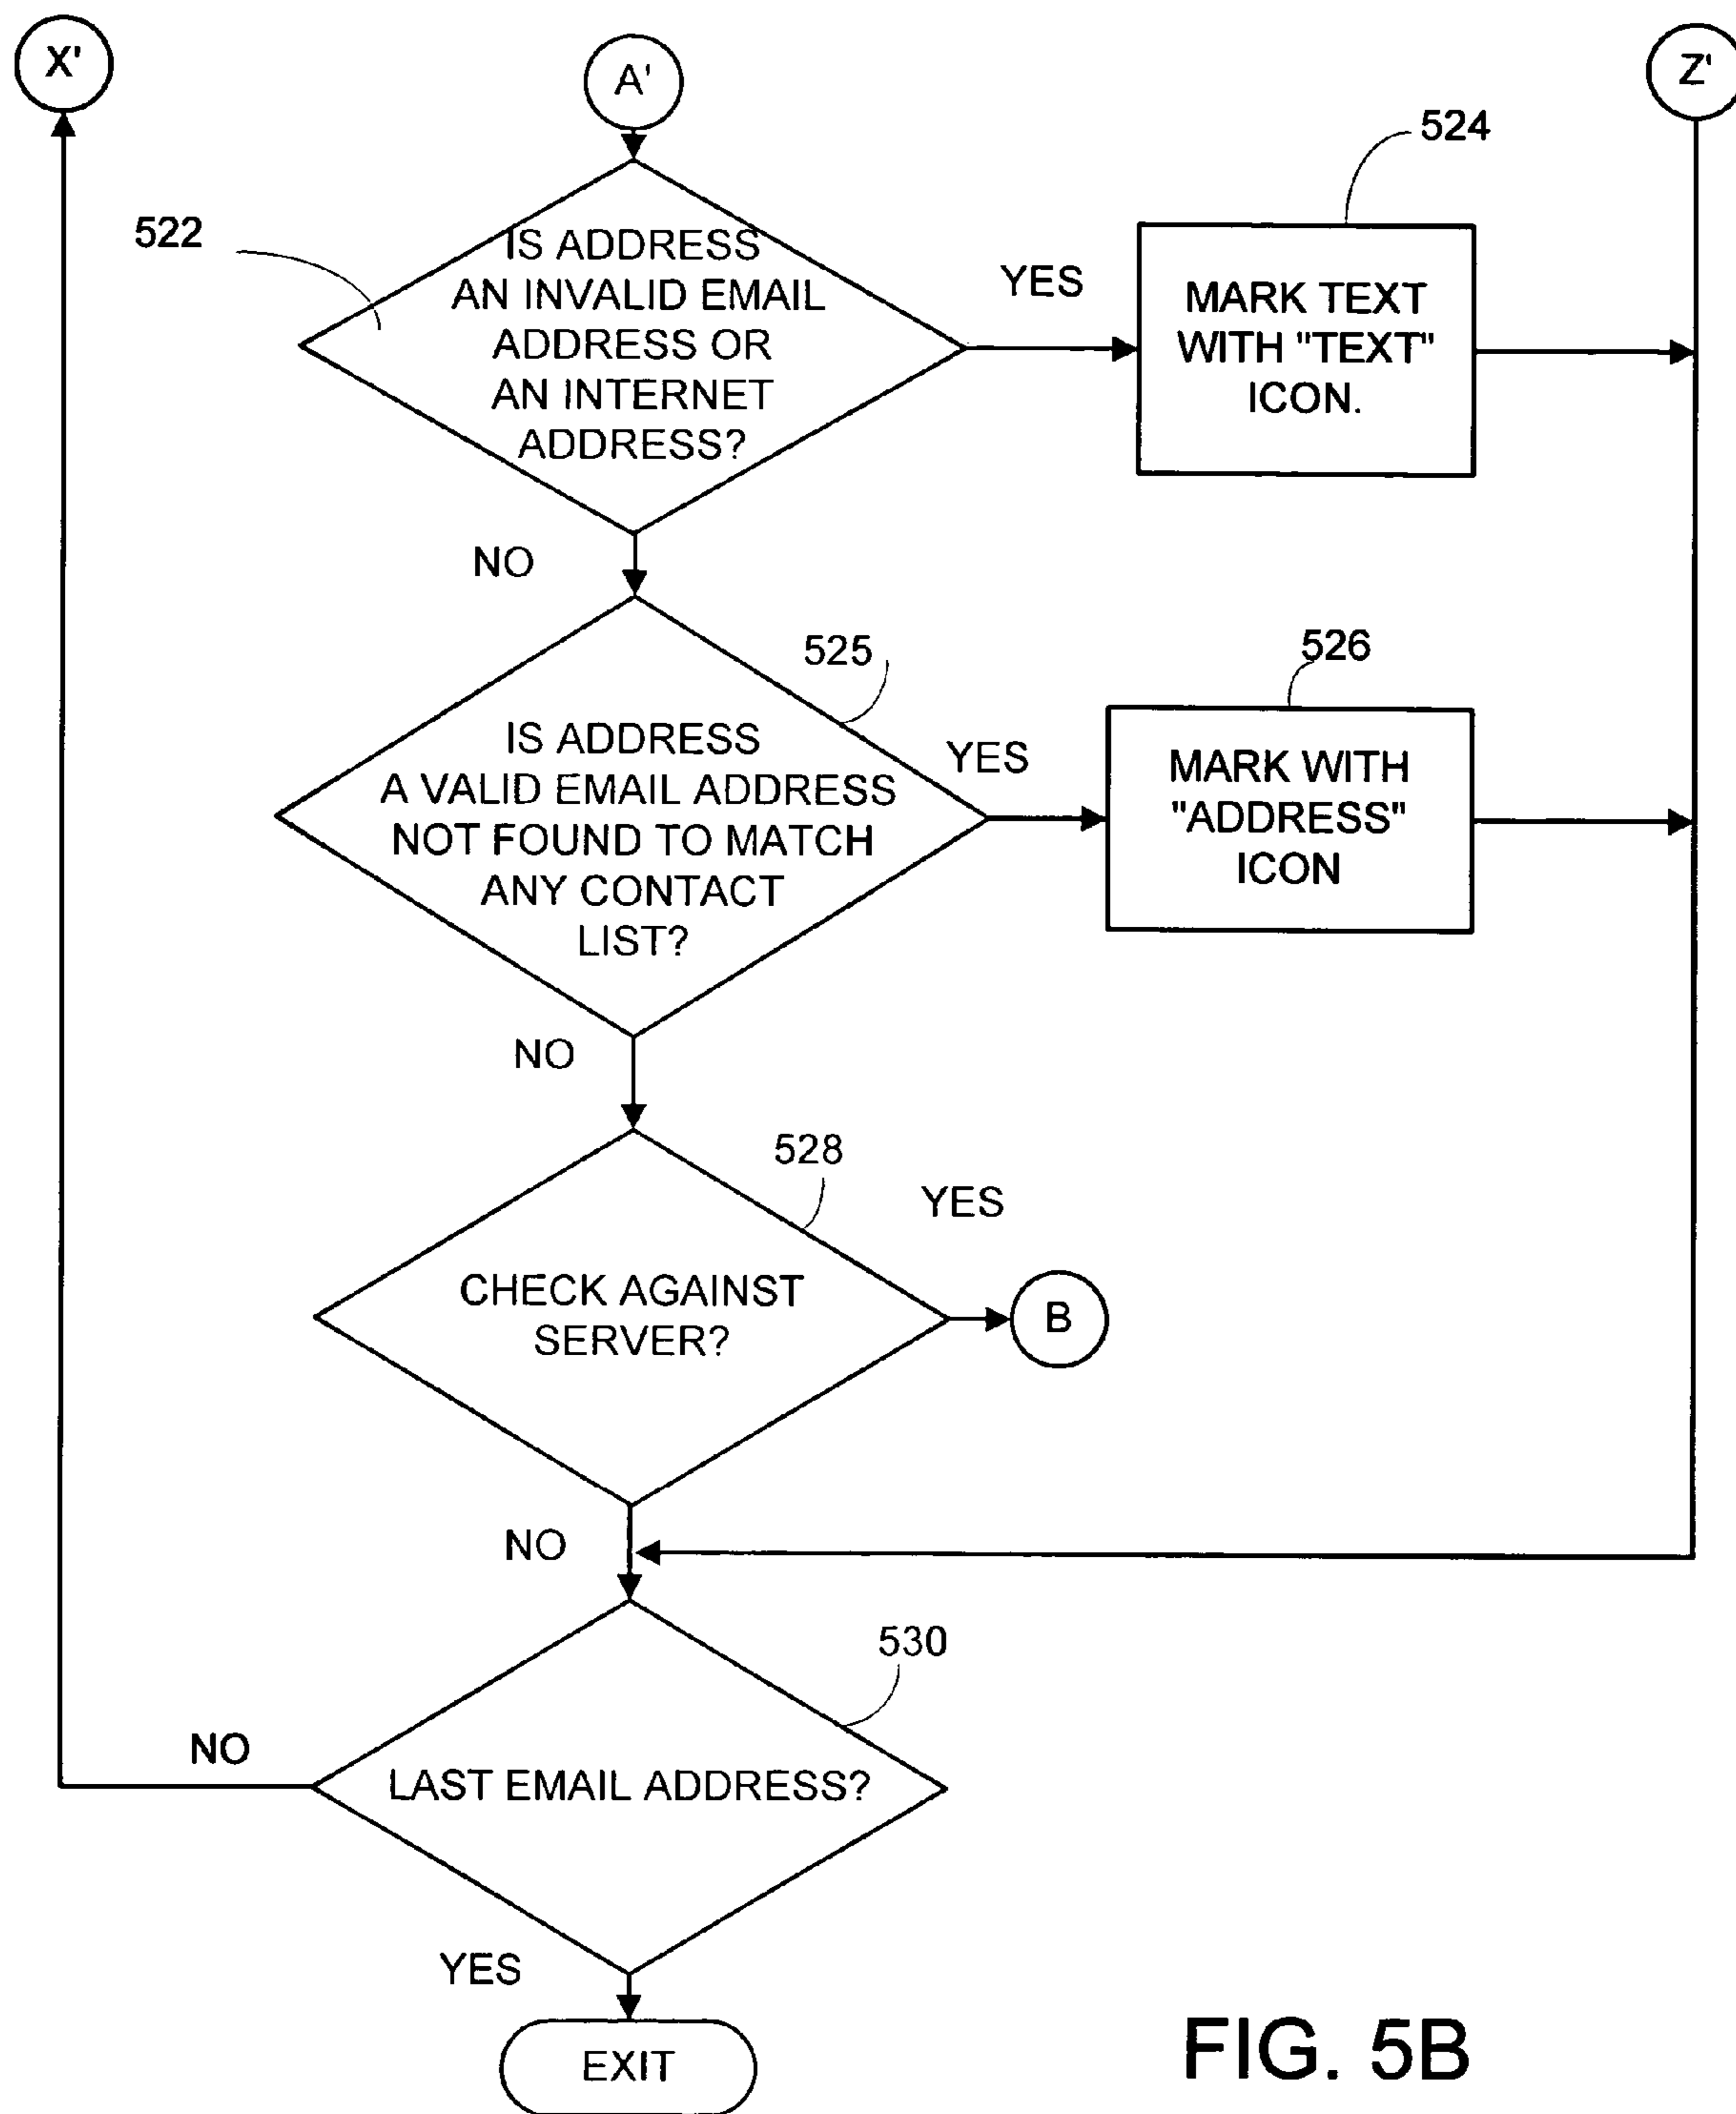 X'
A'
Z'
524
522
IS ADDRESS
AN INVALID EMAIL
ADDRESS OR
AN INTERNET
ADDRESS?
YES
MARK TEXT
WITH "TEXT"
ICON.
NO
525
526
IS ADDRESS
A VALID EMAIL ADDRESS
NOT FOUND TO MATCH
ANY CONTACT
LIST?
YES
MARK WITH
"ADDRESS"
ICON
NO
528
YES
CHECK AGAINST
SERVER?
B
NO
530
NO
LAST EMAIL ADDRESS?
YES
EXIT
FIG. 5B